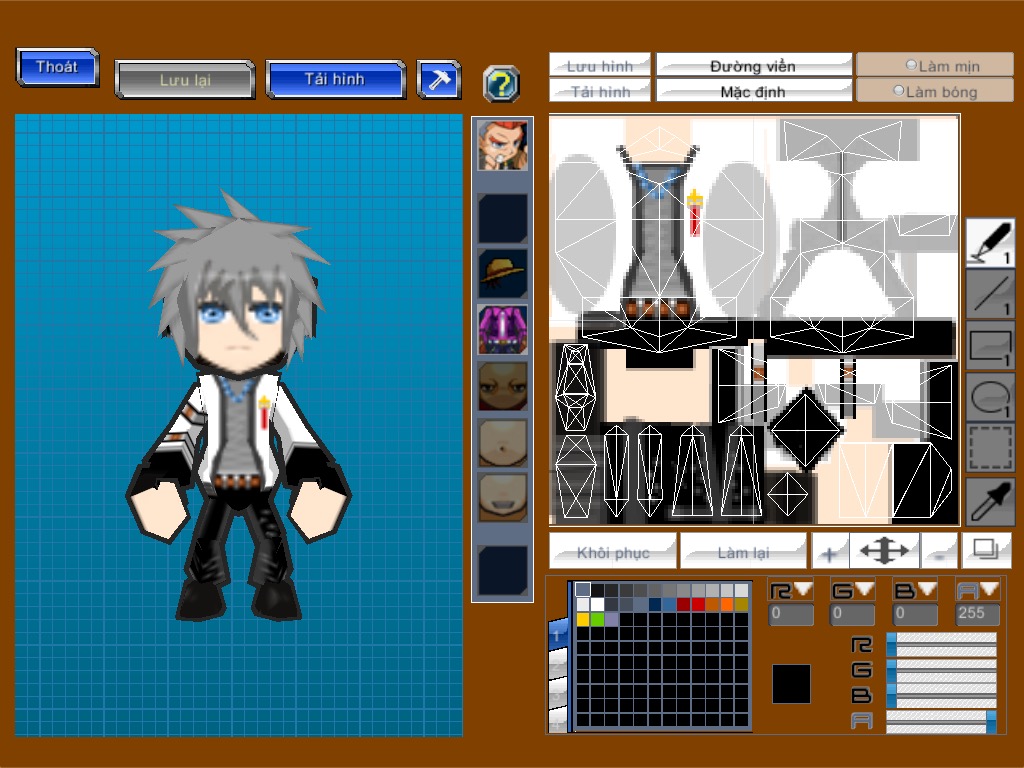 Thoát
Lưu lại
Tải hình
?
Lưu hình
Đường viền
Làm mịn
Tải hình
Mặc định
Làm bóng
1
1
1
1
Khôi phục
Làm lại
+
-
R G B A
0 0 0 255
1
R
G
B
A